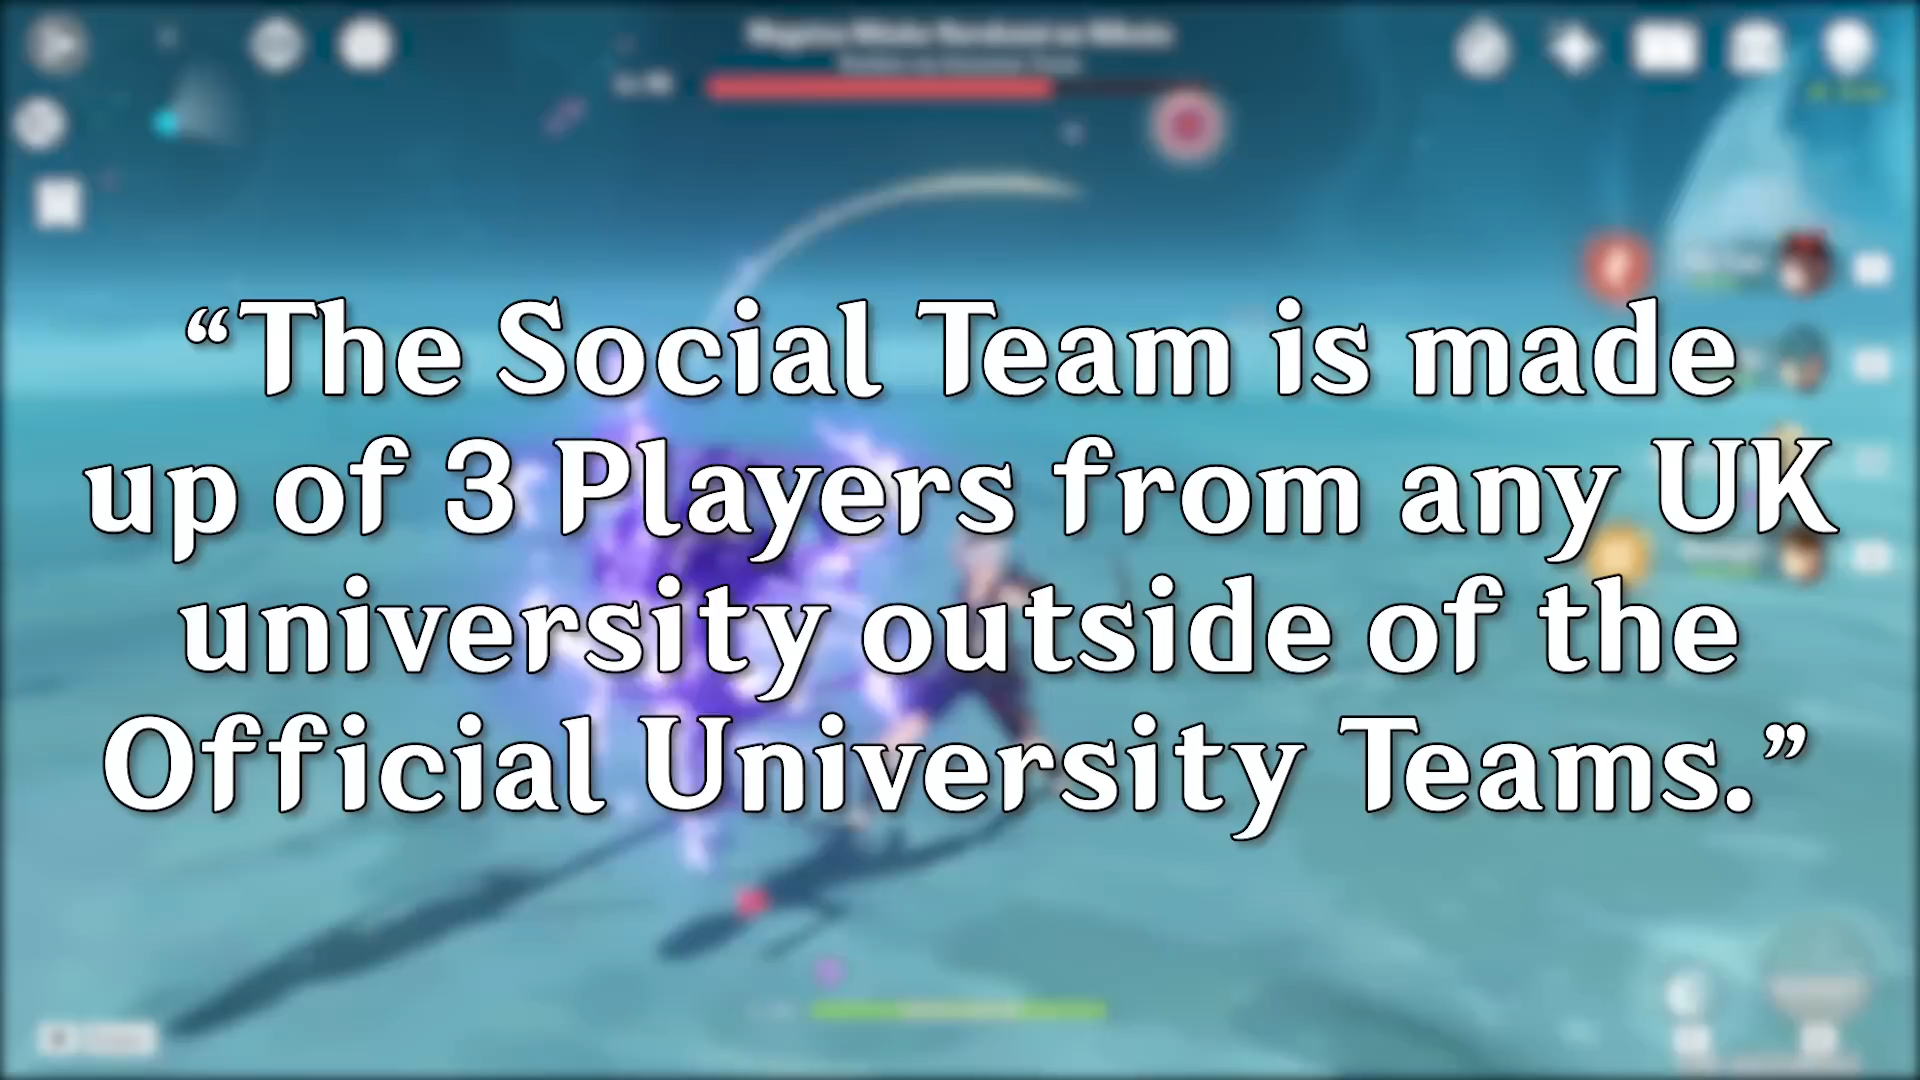 “The Social Team is made
up of 3 Players from any UK
university outside of the
Official University Teams.”